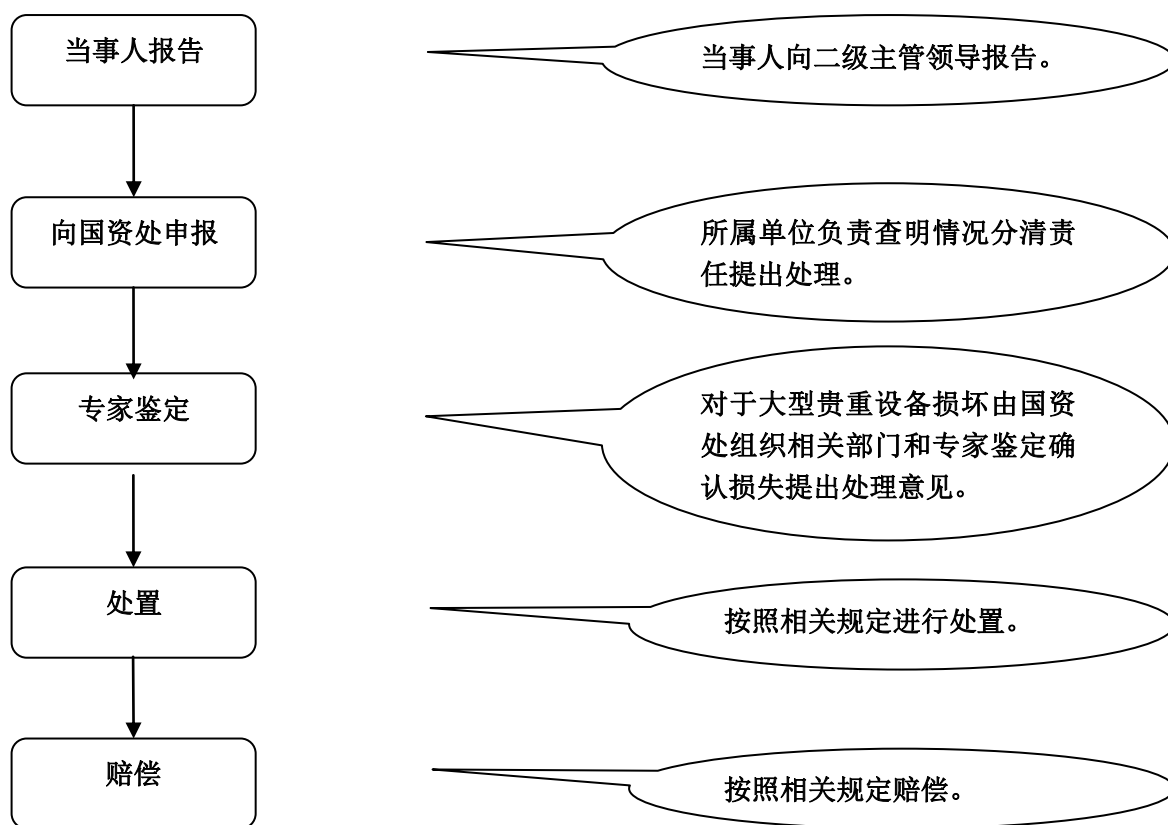 当事人报告
当事人向二级主管领导报告。
向国资处申报
所属单位负责查明情况分清责
任提出处理。
专家鉴定
对于大型贵重设备损坏由国资
处组织相关部门和专家鉴定确
认损失提出处理意见。
处置
按照相关规定进行处置。
赔偿
按照相关规定赔偿。